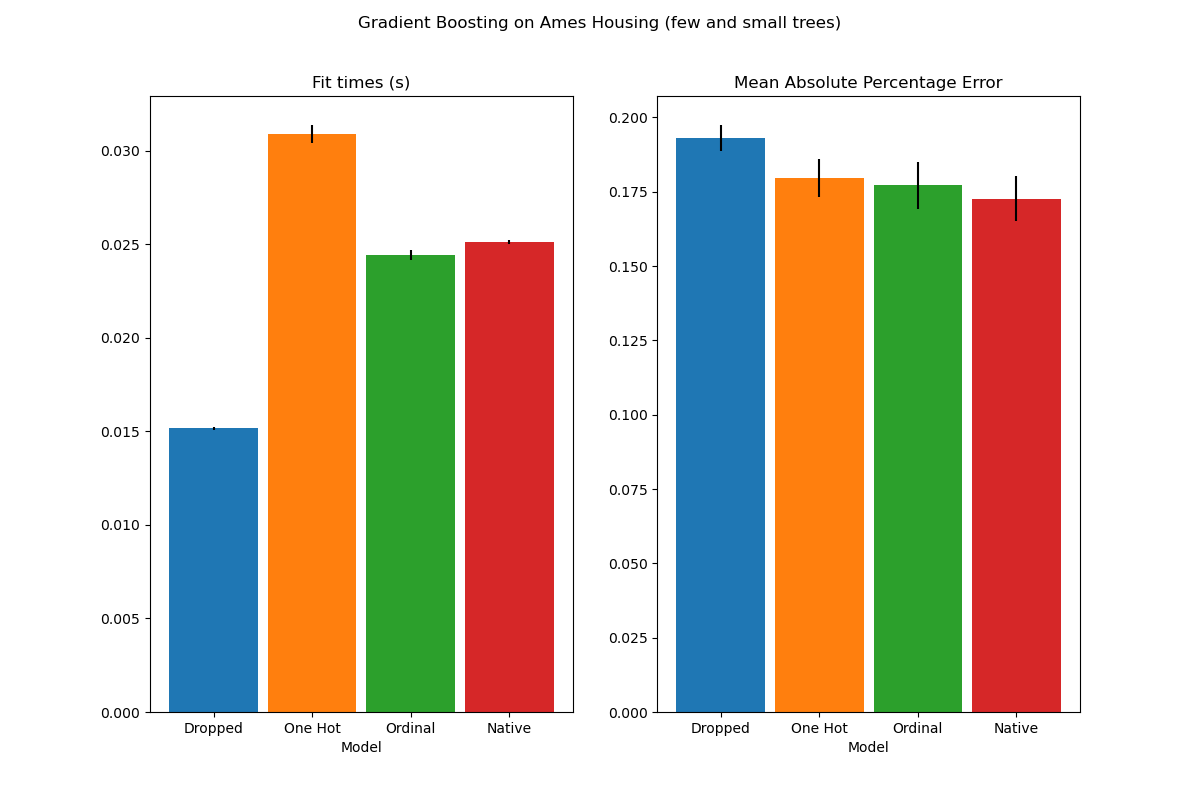 Gradient Boosting on Ames Housing (few and small trees)
Fit times (s)
0.030
0.025
0.020
0.015
0.010
0.005
0.000
Dropped One Hot Ordinal Native
Model
Mean Absolute Percentage Error
0.200
0.175
0.150
0.125
0.100
0.075
0.050
0.025
0.000
Dropped One Hot Ordinal Native
Model